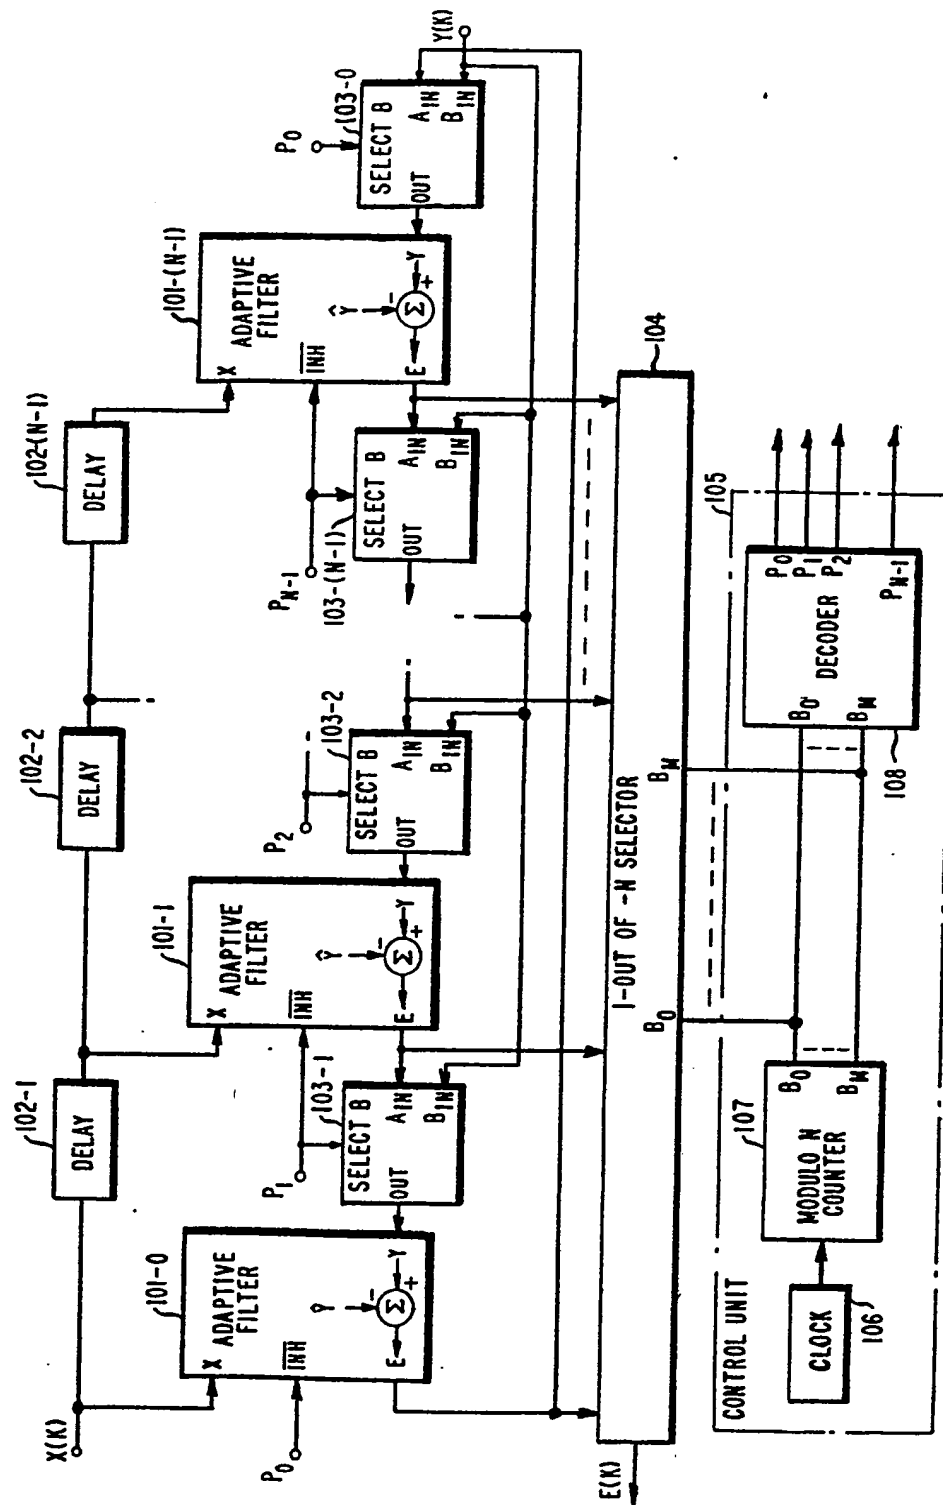 X(K)
102-1
DELAY
102-2
DELAY
102-(N-1)
DELAY
101-0
X ADAPTIVE
FILTER
INH
P0
Ŷ
-
Σ
+
Y
E
P1
103-1
SELECT B
AIN
BIN
OUT
101-1
X ADAPTIVE
FILTER
INH
Ŷ
-
Σ
+
Y
E
P2
103-2
SELECT B
AIN
BIN
OUT
PN-1
103-(N-1)
SELECT B
AIN
BIN
OUT
101-(N-1)
X ADAPTIVE
FILTER
INH
Ŷ
-
Σ
+
Y
E
P0
103-0
SELECT B
AIN
BIN
OUT
Y(K)
E(K)
1-OUT OF -N SELECTOR
B0
BM
104
CONTROL UNIT
105
CLOCK
106
107
MODULO N
COUNTER
B0
BM
DECODER
B0
BM
108
P0
P1
P2
PN-1